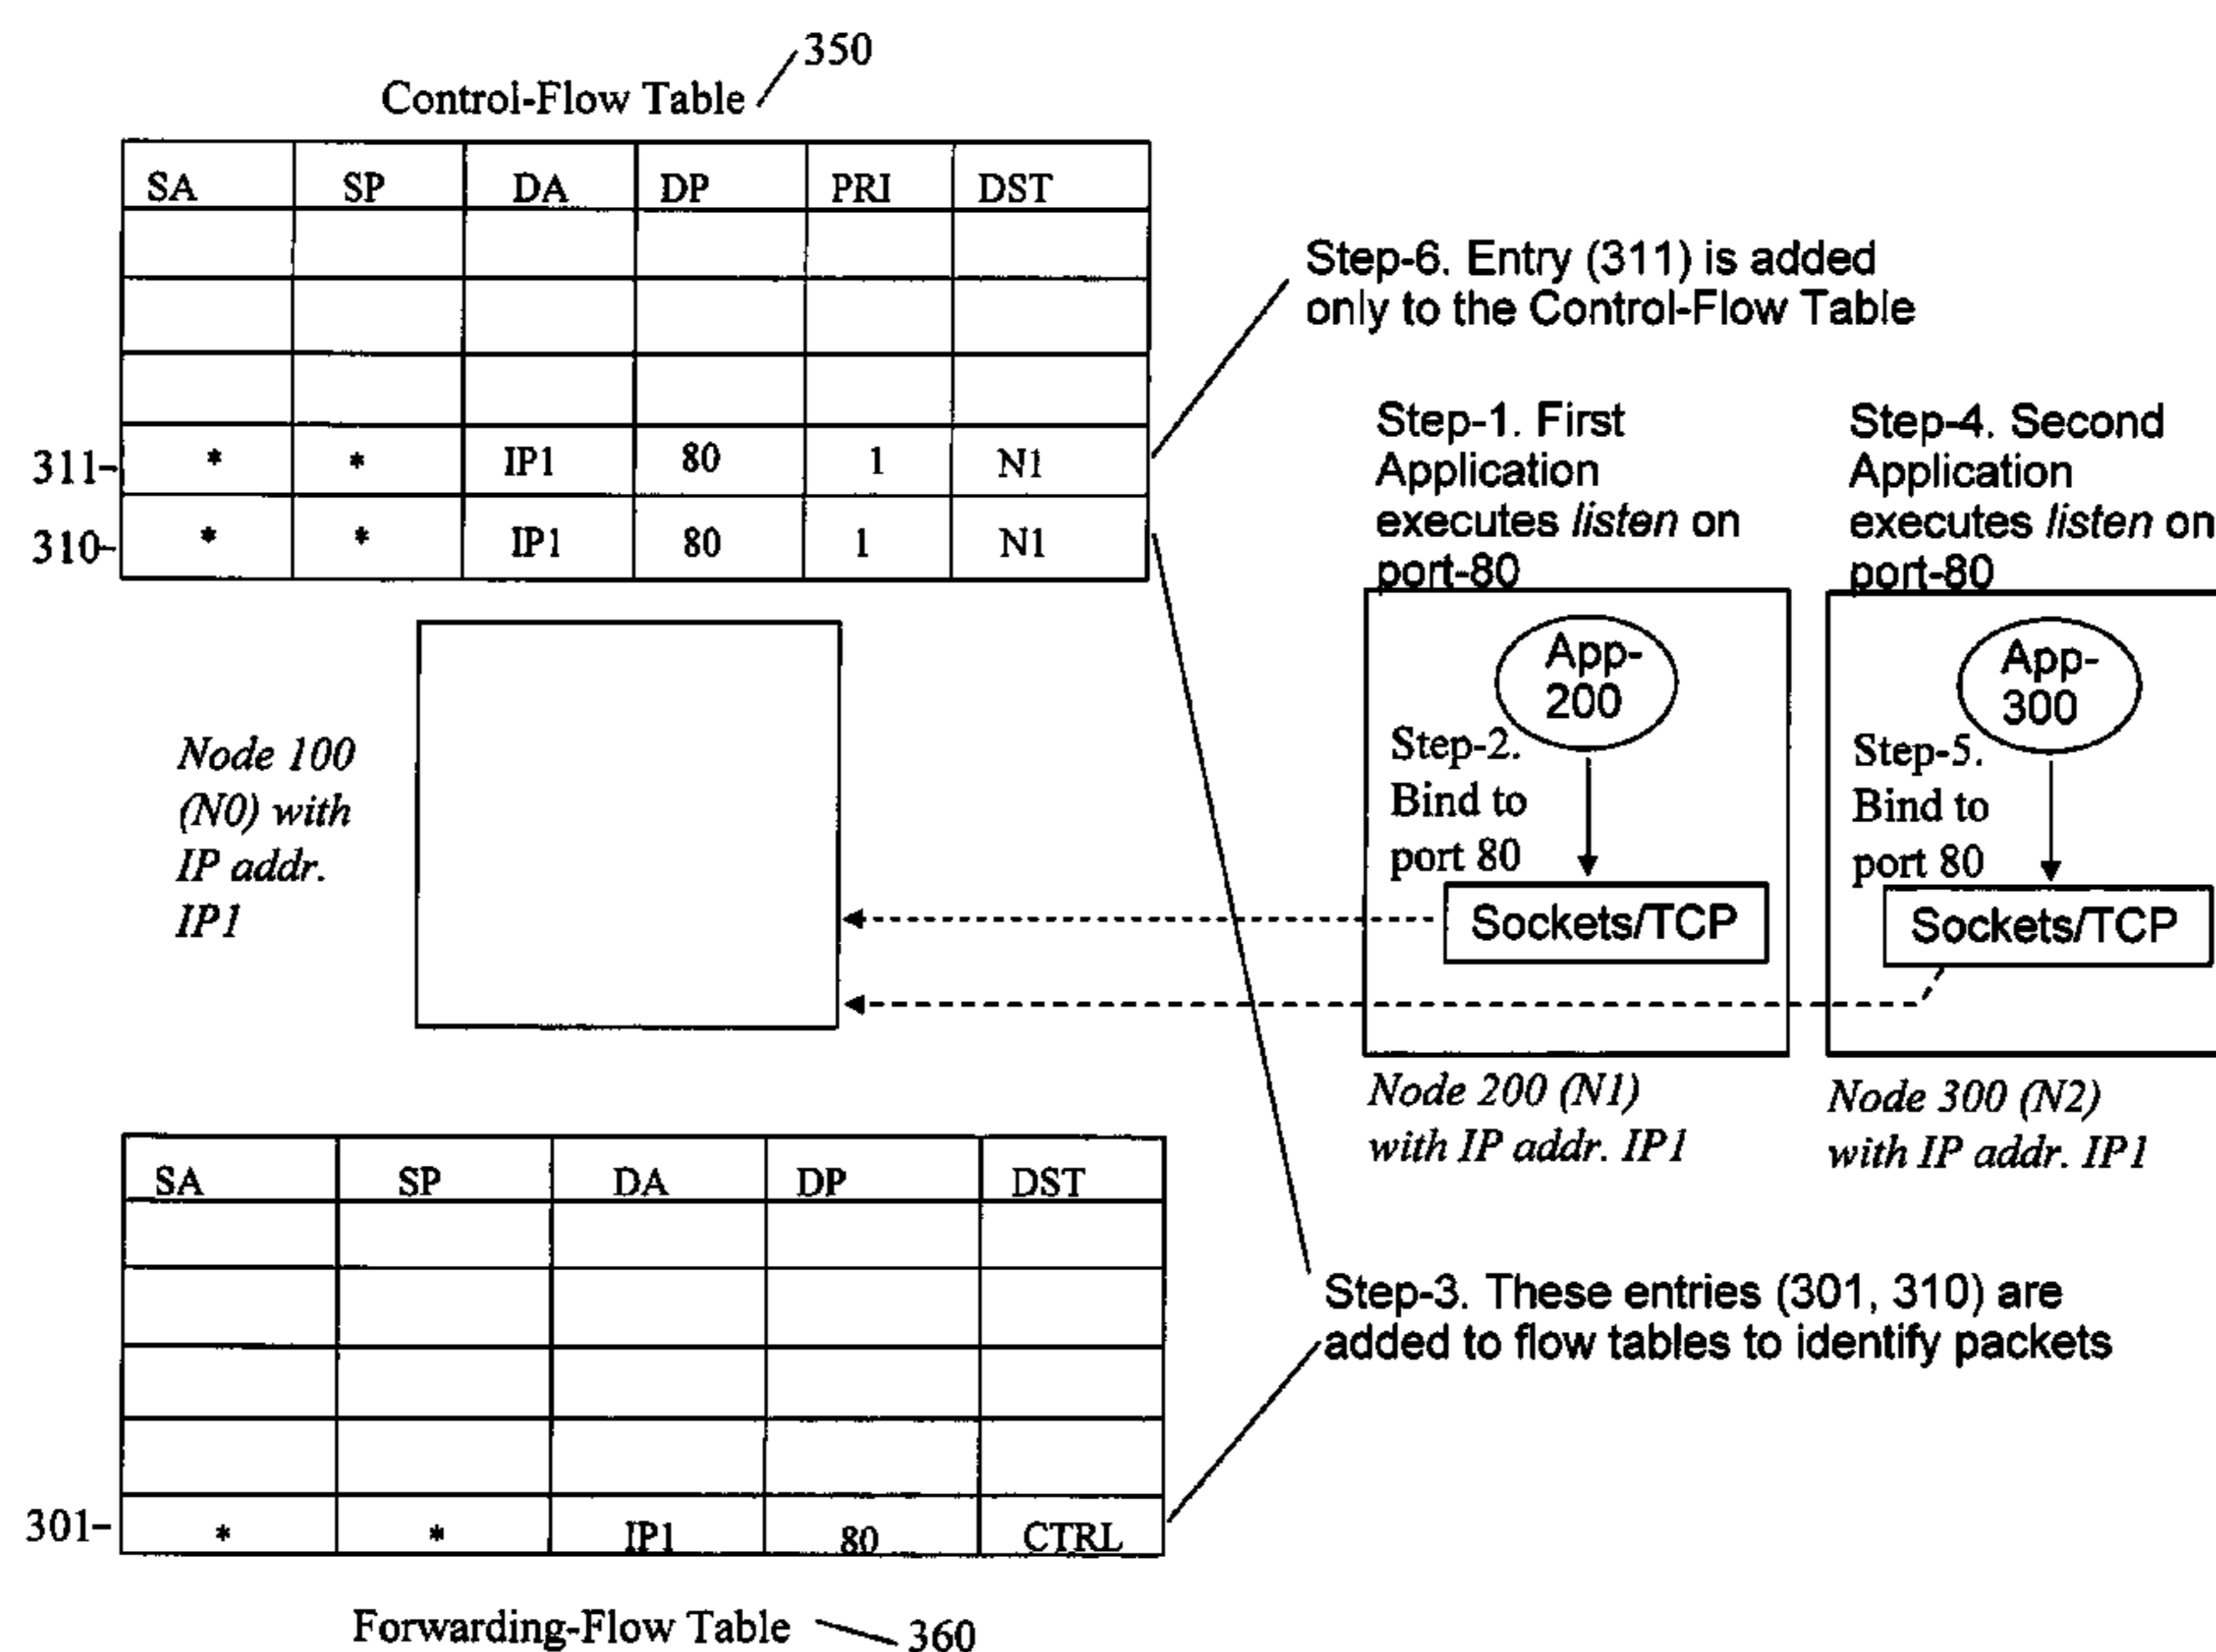 350
Control-Flow Table
SA SP DA DP PRI DST
311- * * IP1 80 1 N1
310- * * IP1 80 1 N1
Step-6. Entry (311) is added
only to the Control-Flow Table
Step-1. First
Application
executes listen on
port-80
Step-4. Second
Application
executes listen on
port-80
Node 100
(N0) with
IP addr.
IP1
App-
200
Step-2.
Bind to
port 80
Sockets/TCP
Node 200 (N1)
with IP addr. IP1
App-
300
Step-5.
Bind to
port 80
Sockets/TCP
Node 300 (N2)
with IP addr. IP1
Step-3. These entries (301, 310) are
added to flow tables to identify packets
SA SP DA DP DST
301- * * IP1 80 CTRL
Forwarding-Flow Table 360